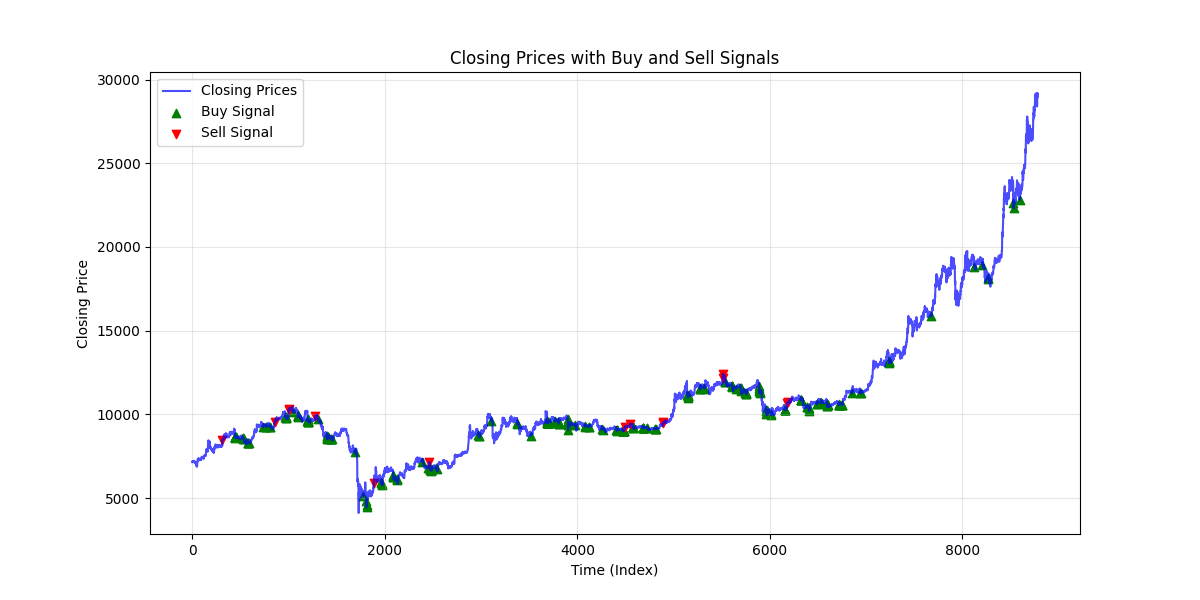 Closing Prices with Buy and Sell Signals
Closing Prices
Buy Signal
Sell Signal
30000
25000
20000
15000
10000
5000
Closing Price
0
2000
4000
6000
8000
Time (Index)